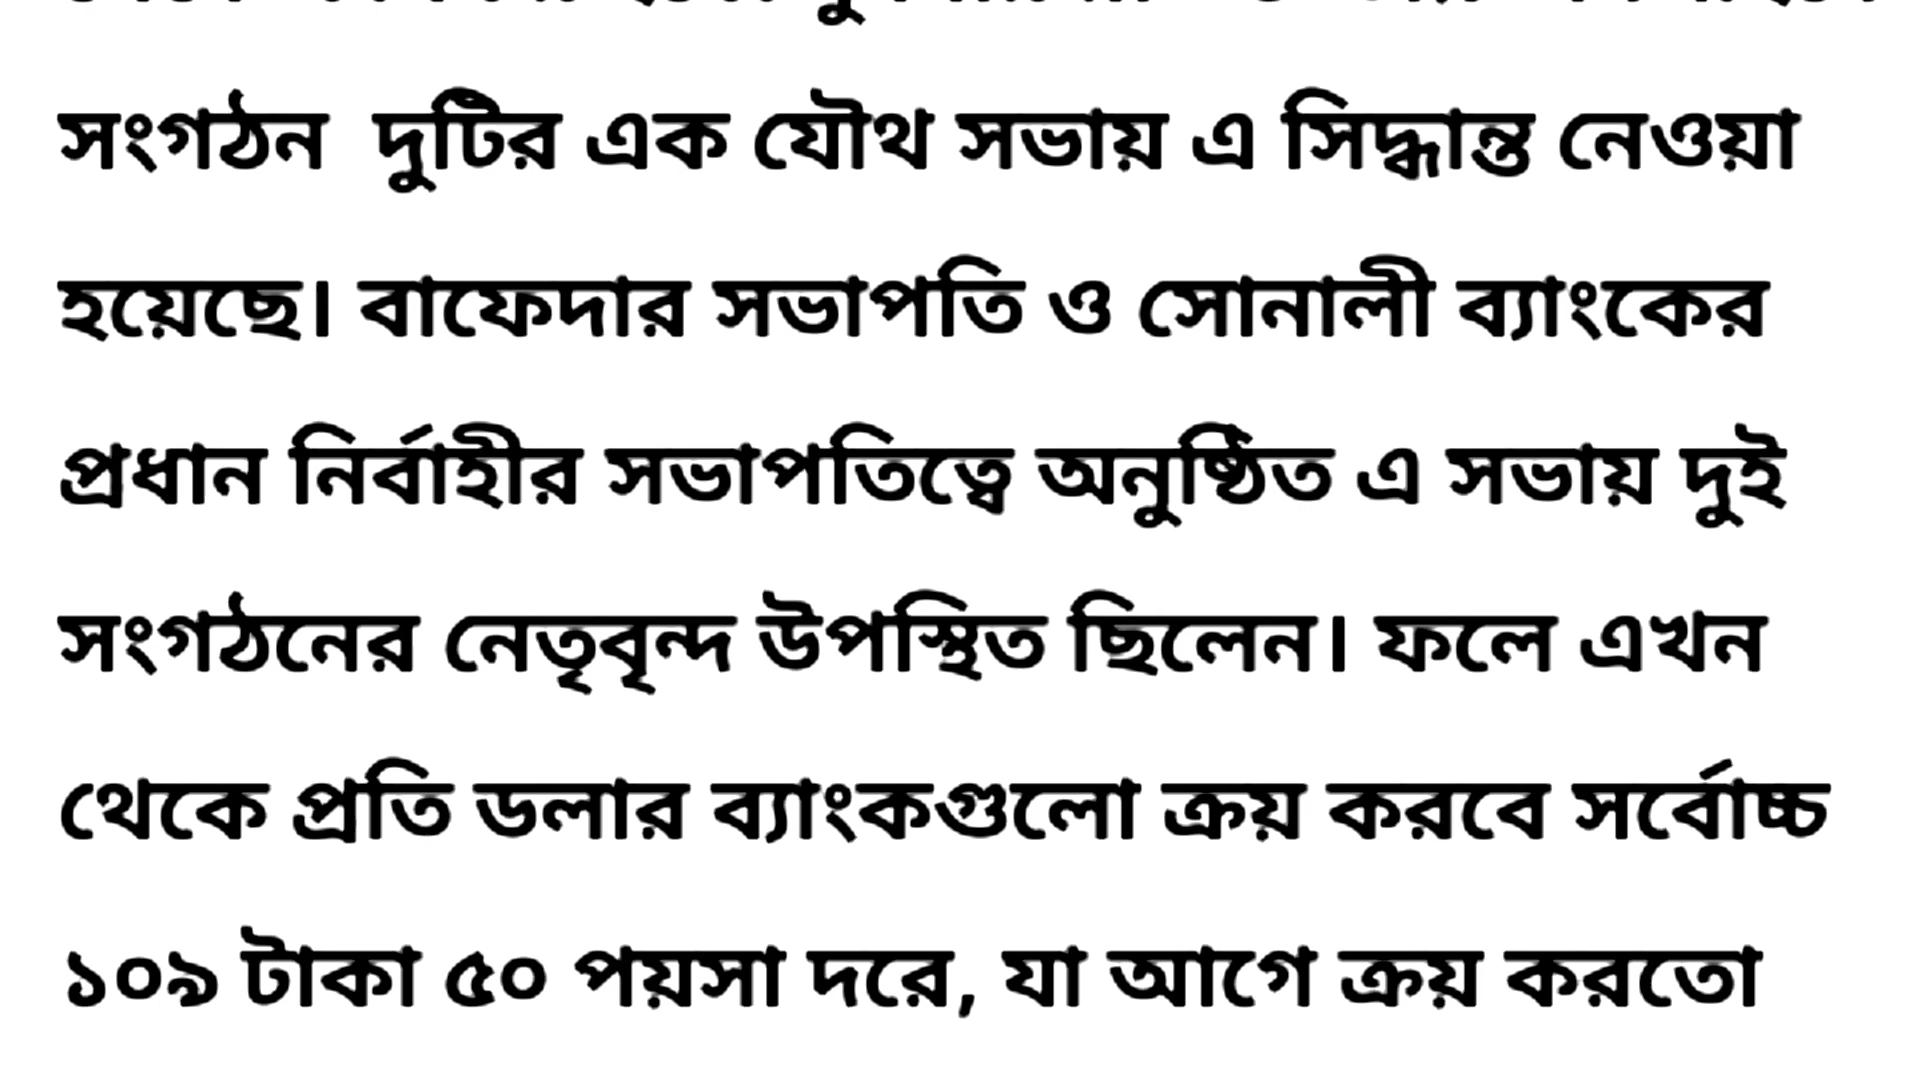 সংগঠন দুটির এক যৌথ সভায় এ সিদ্ধান্ত নেওয়া
হয়েছে। বাফেদার সভাপতি ও সোনালী ব্যাংকের
প্রধান নির্বাহীর সভাপতিত্বে অনুষ্ঠিত এ সভায় দুই
সংগঠনের নেতৃবৃন্দ উপস্থিত ছিলেন। ফলে এখন
থেকে প্রতি ডলার ব্যাংকগুলো ক্রয় করবে সর্বোচ্চ
১০৯ টাকা ৫০ পয়সা দরে, যা আগে ক্রয় করতো